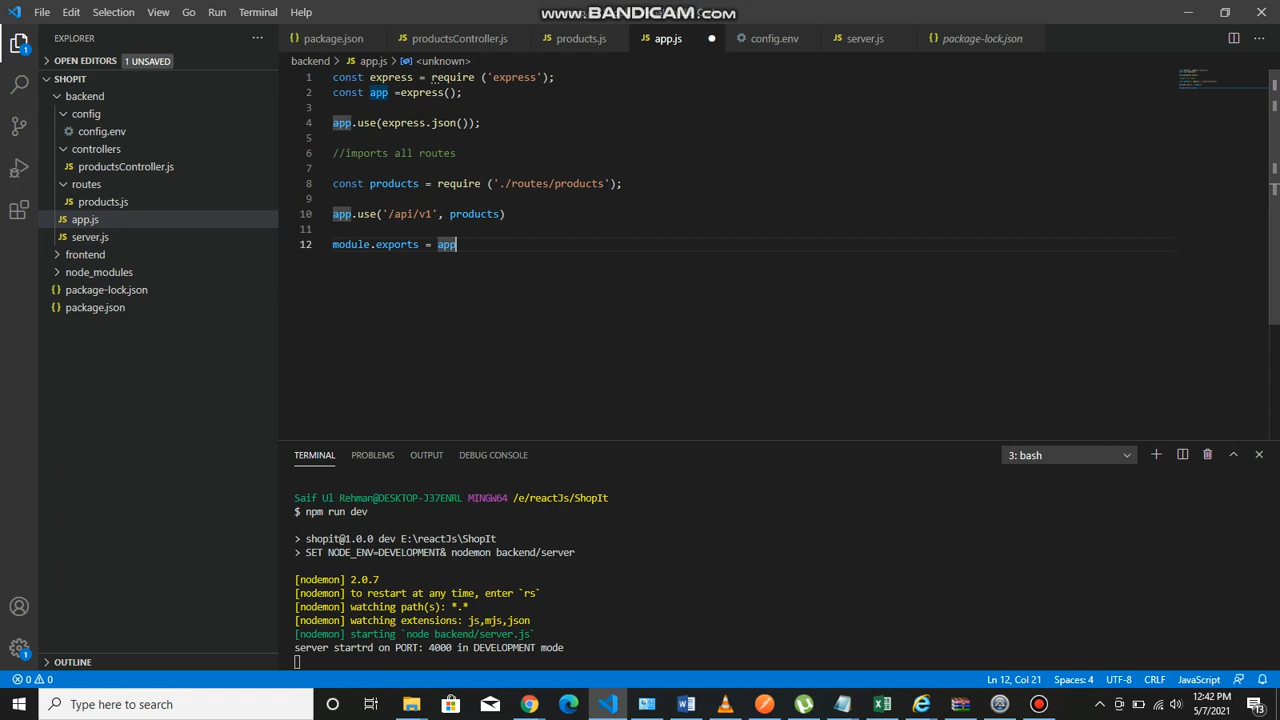 File Edit Selection View Go Run Terminal Help
www.BANDICAM.com
EXPLORER
package.json productsController.js products.js app.js config.env server.js package-lock.json
OPEN EDITORS 1 UNSAVED
backend > app.js > <unknown>
SHOPIT
backend
config
config.env
controllers
productsController.js
routes
products.js
app.js
server.js
frontend
node_modules
package-lock.json
package.json
OUTLINE
1 const express = require ('express');
2 const app =express();
3
4 app.use(express.json());
5
6 //imports all routes
7
8 const products = require ('./routes/products');
9
10 app.use('/api/v1', products)
11
12 module.exports = app
TERMINAL PROBLEMS OUTPUT DEBUG CONSOLE 3: bash
Saif Ul Rehman@DESKTOP-J37ENRL MINGW64 /e/reactJs/ShopIt
$ npm run dev
> shopit@1.0.0 dev E:\reactJs\ShopIt
> SET NODE_ENV=DEVELOPMENT& nodemon backend/server
[nodemon] 2.0.7
[nodemon] to restart at any time, enter `rs`
[nodemon] watching path(s): *.*
[nodemon] watching extensions: js,mjs,json
[nodemon] starting `node backend/server.js`
server startrd on PORT: 4000 in DEVELOPMENT mode
0 0 Ln 12, Col 21 Spaces: 4 UTF-8 CRLF JavaScript
Type here to search
12:42 PM
5/7/2021
13